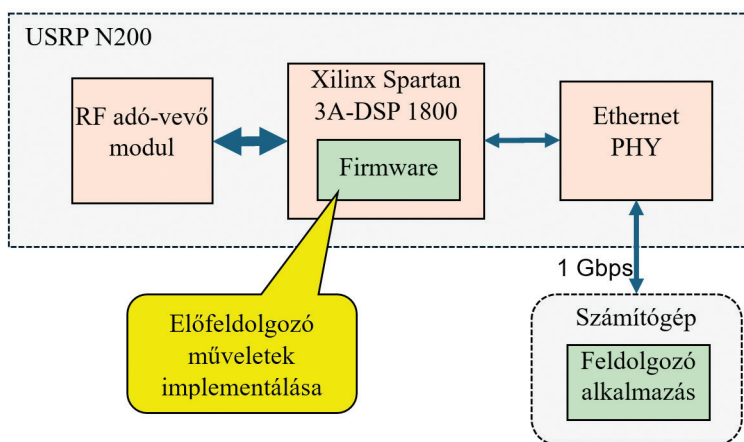 USRP N200
RF adó-vevő
modul
Xilinx Spartan
3A-DSP 1800
Firmware
Ethernet
PHY
1 Gbps
Előfeldolgozó
műveletek
implementálása
Számítógép
Feldolgozó
alkalmazás